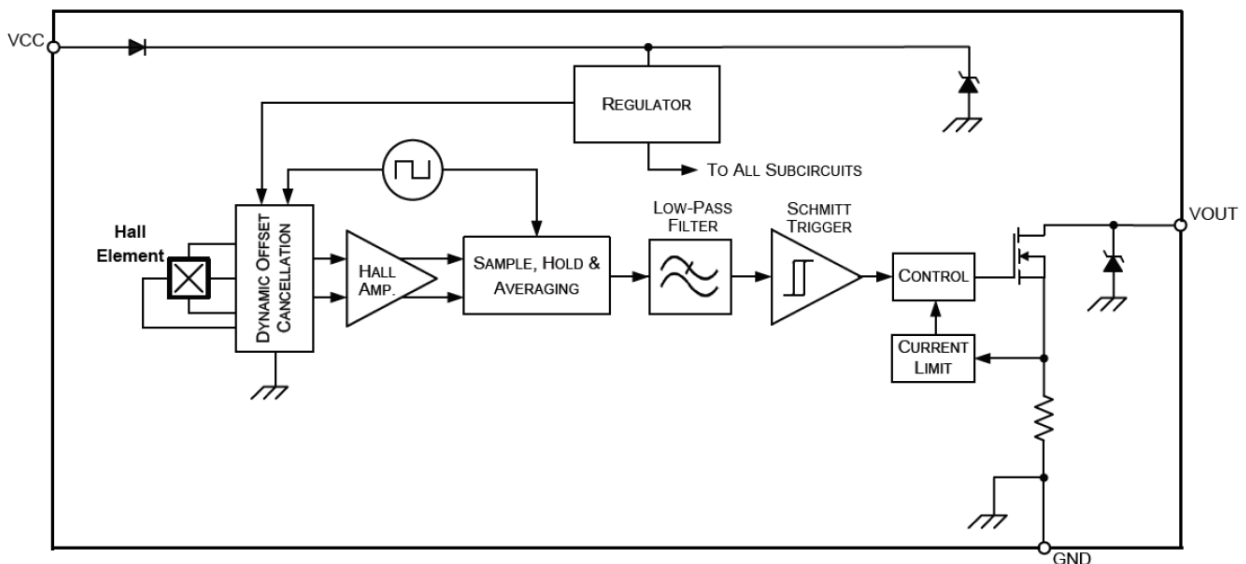 VCC
REGULATOR
TO ALL SUBCIRCUITS
LOW-PASS
FILTER
SCHMITT
TRIGGER
VOUT
Hall
Element
DYNAMIC OFFSET
CANCELLATION
HALL
AMP.
SAMPLE, HOLD &
AVERAGING
CONTROL
CURRENT
LIMIT
GND